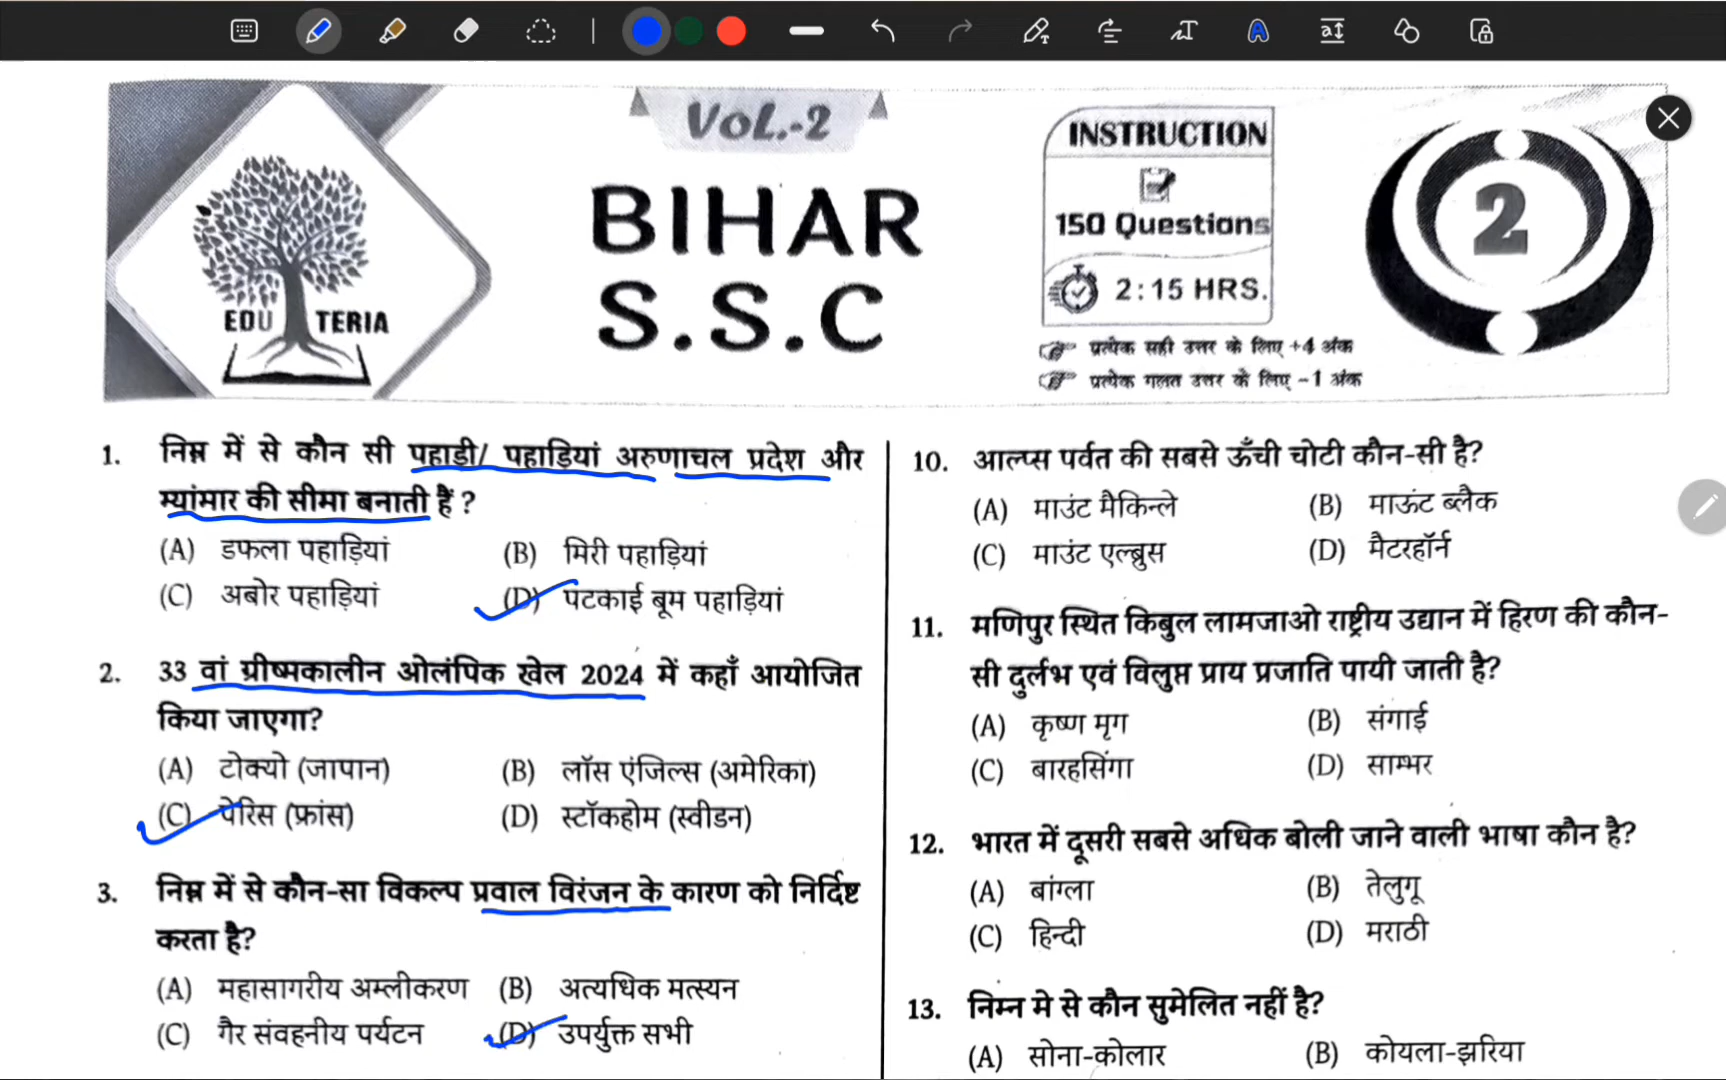 VOL.-2
BIHAR
S.S.C
EDU TERIA
INSTRUCTION
150 Questions
2:15 HRS.
प्रत्येक सही उत्तर के लिए +4 अंक
प्रत्येक गलत उत्तर के लिए -1 अंक
2
1. निम्न में से कौन सी पहाडी/ पहाड़ियां अरुणाचल प्रदेश और
म्यांमार की सीमा बनाती हैं ?
(A) डफला पहाड़ियां (B) मिरी पहाड़ियां
(C) अबोर पहाड़ियां (D) पटकाई बूम पहाड़ियां
2. 33 वां ग्रीष्मकालीन ओलंपिक खेल 2024 में कहाँ आयोजित
किया जाएगा?
(A) टोक्यो (जापान) (B) लॉस एंजिल्स (अमेरिका)
(C) पेरिस (फ्रांस) (D) स्टॉकहोम (स्वीडन)
3. निम्न में से कौन-सा विकल्प प्रवाल विरंजन के कारण को निर्दिष्ट
करता है?
(A) महासागरीय अम्लीकरण (B) अत्यधिक मत्स्यन
(C) गैर संवहनीय पर्यटन (D) उपर्युक्त सभी
10. आल्प्स पर्वत की सबसे ऊँची चोटी कौन-सी है?
(A) माउंट मैकिन्ले (B) माऊंट ब्लैक
(C) माउंट एल्ब्रुस (D) मैटरहॉर्न
11. मणिपुर स्थित किबुल लामजाओ राष्ट्रीय उद्यान में हिरण की कौन-
सी दुर्लभ एवं विलुप्त प्राय प्रजाति पायी जाती है?
(A) कृष्ण मृग (B) संगाई
(C) बारहसिंगा (D) साम्भर
12. भारत में दूसरी सबसे अधिक बोली जाने वाली भाषा कौन है?
(A) बांग्ला (B) तेलुगू
(C) हिन्दी (D) मराठी
13. निम्न मे से कौन सुमेलित नहीं है?
(A) सोना-कोलार (B) कोयला-झरिया